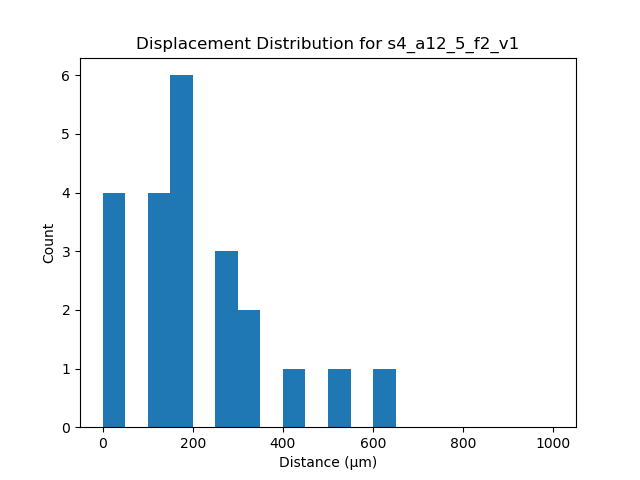 Displacement Distribution for s4_a12_5_f2_v1
6
5
4
3
2
1
0
Count
0 200 400 600 800 1000
Distance (μm)